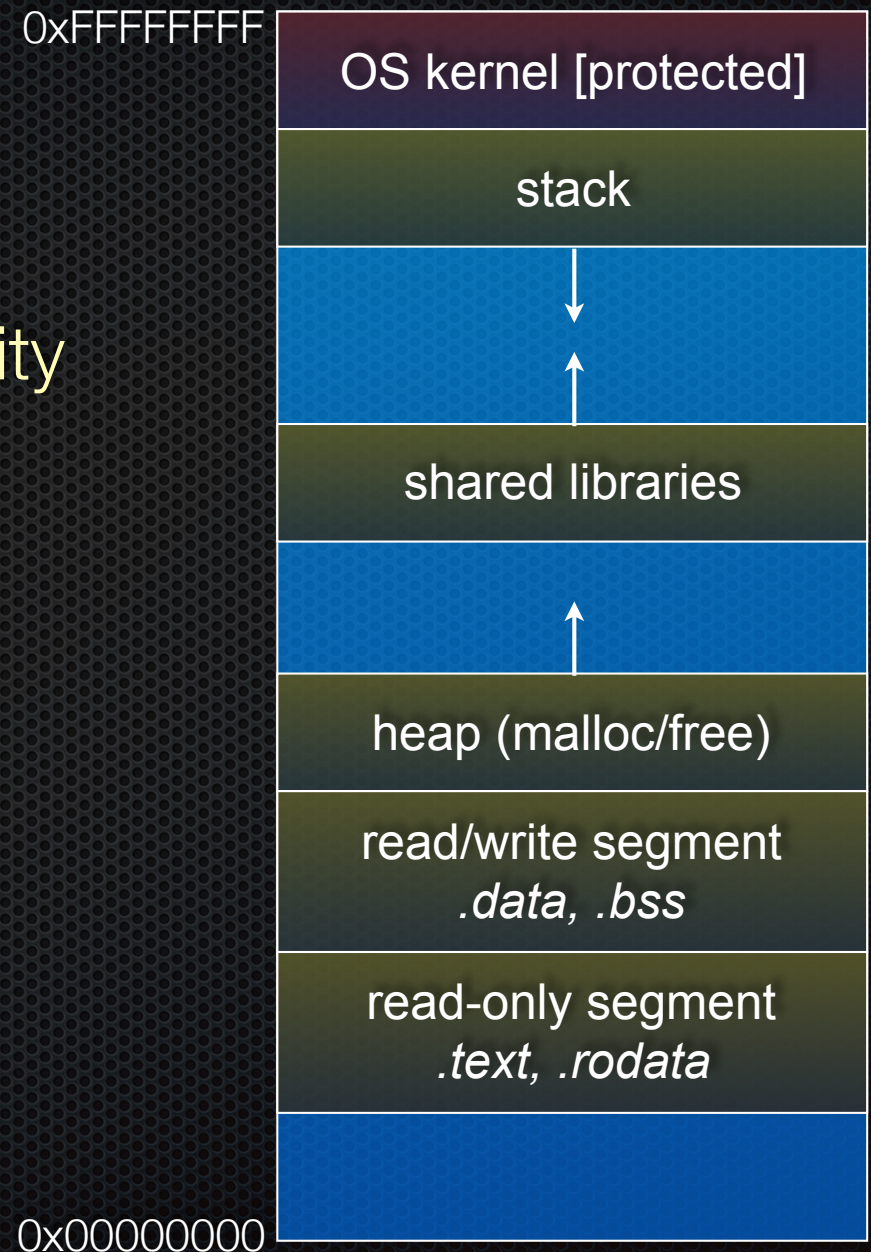 0xFFFFFFFF
OS kernel [protected]
stack
ity
shared libraries
heap (malloc/free)
read/write segment
.data, .bss
read-only segment
.text, .rodata
0x00000000